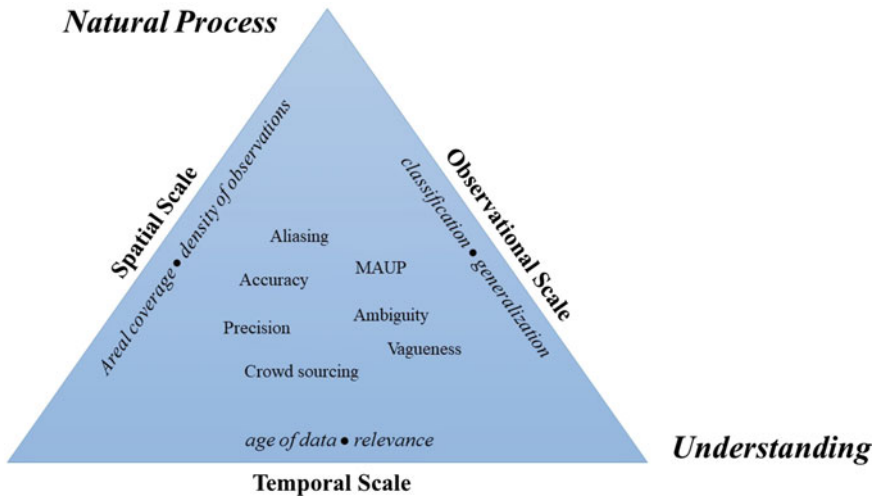 Natural Process
Spatial Scale
Areal coverage • density of observations
Observational Scale
classification • generalization
Aliasing
MAUP
Accuracy
Ambiguity
Precision
Vagueness
Crowd sourcing
age of data • relevance
Understanding
Temporal Scale